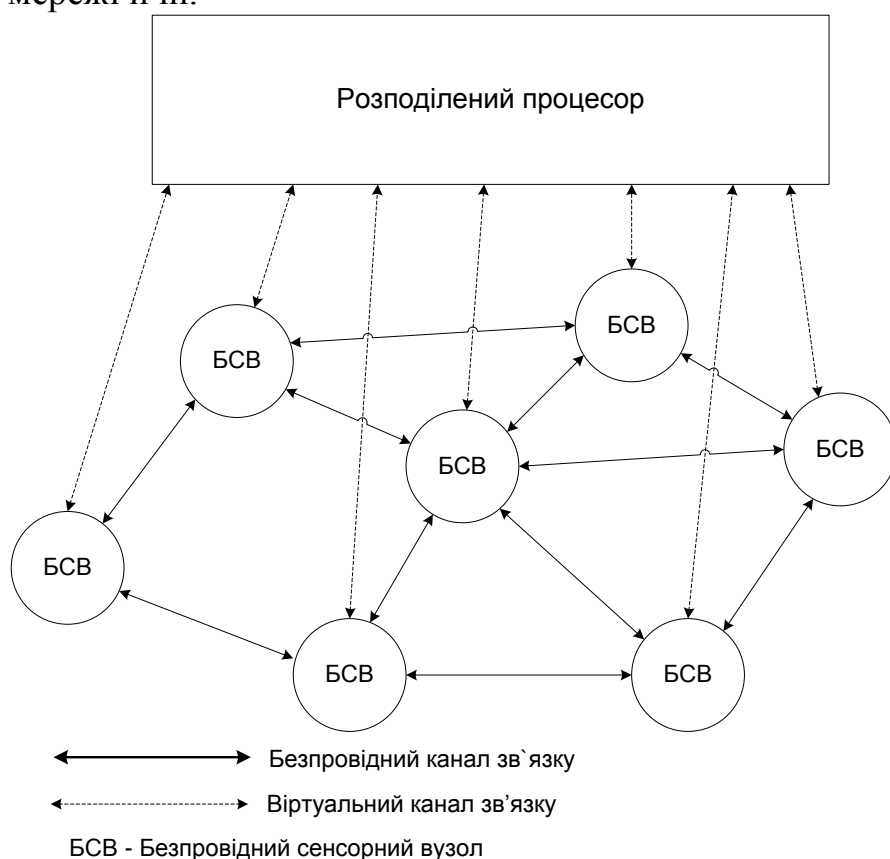 Розподілений процесор
БСВ
БСВ
БСВ
БСВ
БСВ
БСВ
БСВ
Безпровідний канал зв`язку
Віртуальний канал зв’язку
БСВ - Безпровідний сенсорний вузол